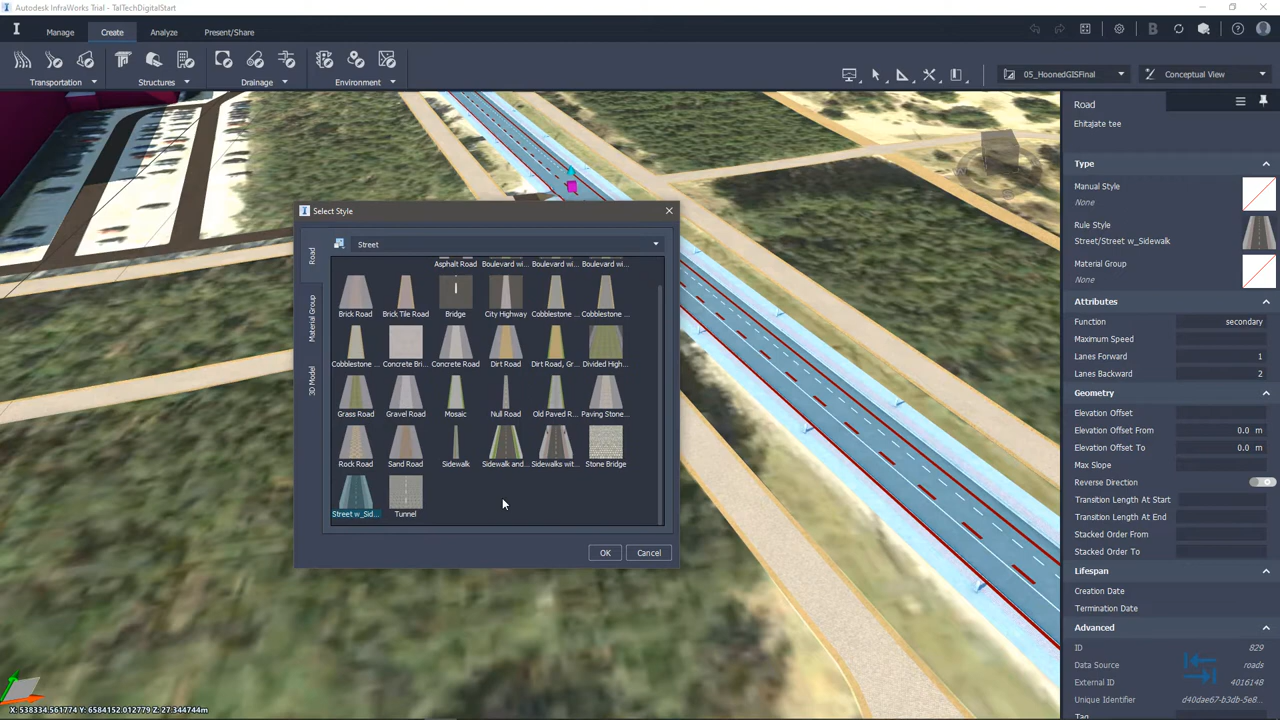 Autodesk InfraWorks Trial - TalTechDigitalStart
Manage
Create
Analyze
Present/Share
Transportation
Structures
Drainage
Environment
05_HoonedGISFinal
Conceptual View
Select Style
Road
Material Group
3D Model
Street
Asphalt Road
Boulevard wi...
Boulevard wi...
Boulevard wi...
Brick Road
Brick Tile Road
Bridge
City Highway
Cobblestone ...
Cobblestone ...
Cobblestone ...
Concrete Bri...
Concrete Road
Dirt Road
Dirt Road, Gr...
Divided High...
Grass Road
Gravel Road
Mosaic
Null Road
Old Paved R...
Paving Stone...
Rock Road
Sand Road
Sidewalk
Sidewalk and...
Sidewalks wit...
Stone Bridge
Street w_Sid...
Tunnel
OK
Cancel
Road
Ehitajate tee
Type
Manual Style
None
Rule Style
Street/Street w_Sidewalk
Material Group
None
Attributes
Function secondary
Maximum Speed
Lanes Forward 1
Lanes Backward 2
Geometry
Elevation Offset
Elevation Offset From 0.0 m
Elevation Offset To 0.0 m
Max Slope
Reverse Direction
Transition Length At Start
Transition Length At End
Stacked Order From
Stacked Order To
Lifespan
Creation Date
Termination Date
Advanced
ID 829
Data Source roads
External ID 4016148
Unique Identifier d40dae67-b3db-5e8...
Tag
X: 538334.561774 Y: 6584152.012779 Z: 27.344744m